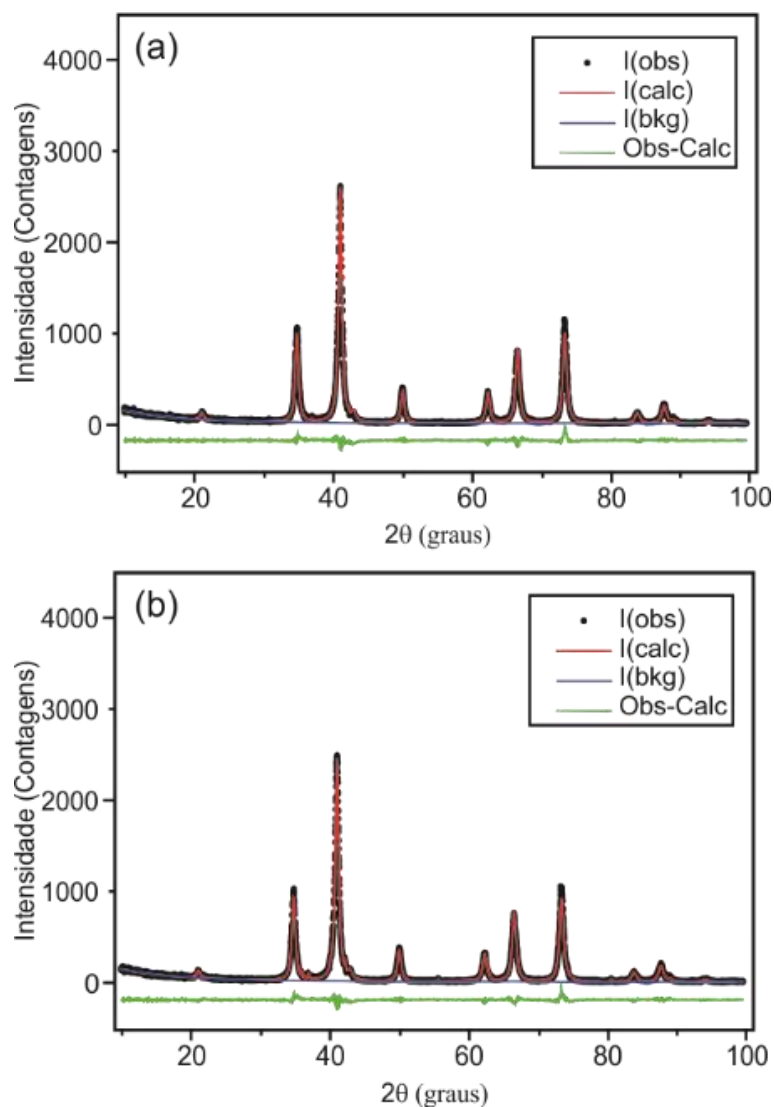 (a)
I(obs)
I(calc)
I(bkg)
Obs-Calc
Intensidade (Contagens)
4000
3000
2000
1000
0
20 40 60 80 100
2θ (graus)
(b)
I(obs)
I(calc)
I(bkg)
Obs-Calc
Intensidade (Contagens)
4000
3000
2000
1000
0
20 40 60 80 100
2θ (graus)